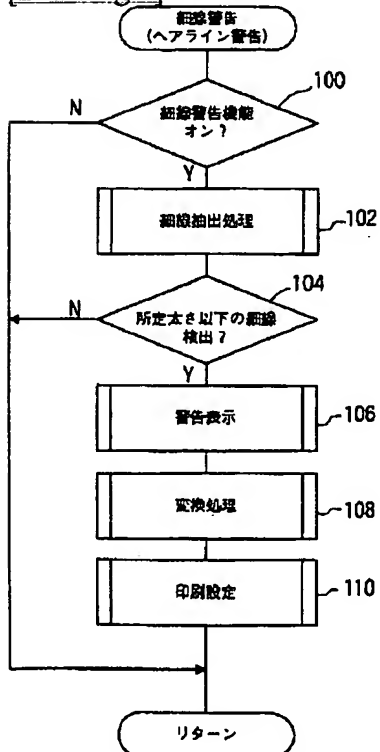 細線警告
(ヘアライン警告)
100
N
細線警告機能
オン?
Y
細線抽出処理
102
104
N
所定太さ以下の細線
検出?
Y
警告表示
106
変換処理
108
印刷設定
110
リターン